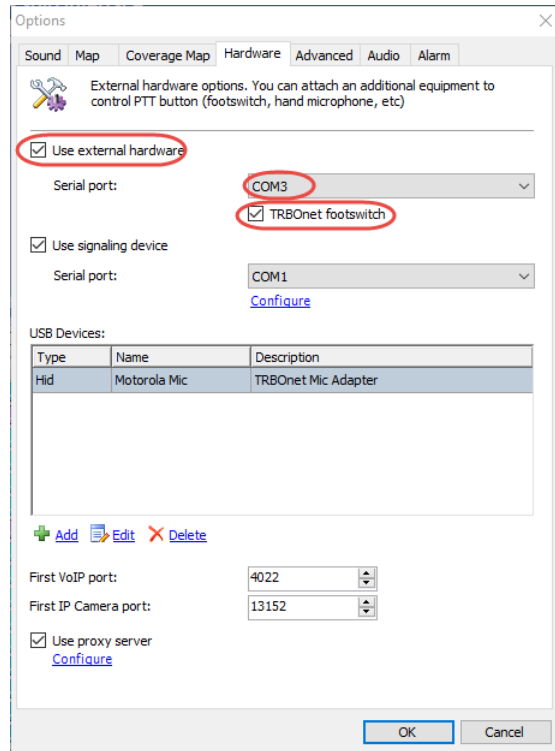 Options
Sound Map Coverage Map Hardware Advanced Audio Alarm
External hardware options. You can attach an additional equipment to
control PTT button (footswitch, hand microphone, etc)
Use external hardware
Serial port: COM3
TRBOnet footswitch
Use signaling device
Serial port: COM1
Configure
USB Devices:
Type Name Description
Hid Motorola Mic TRBOnet Mic Adapter
Add Edit Delete
First VoIP port: 4022
First IP Camera port: 13152
Use proxy server
Configure
OK Cancel